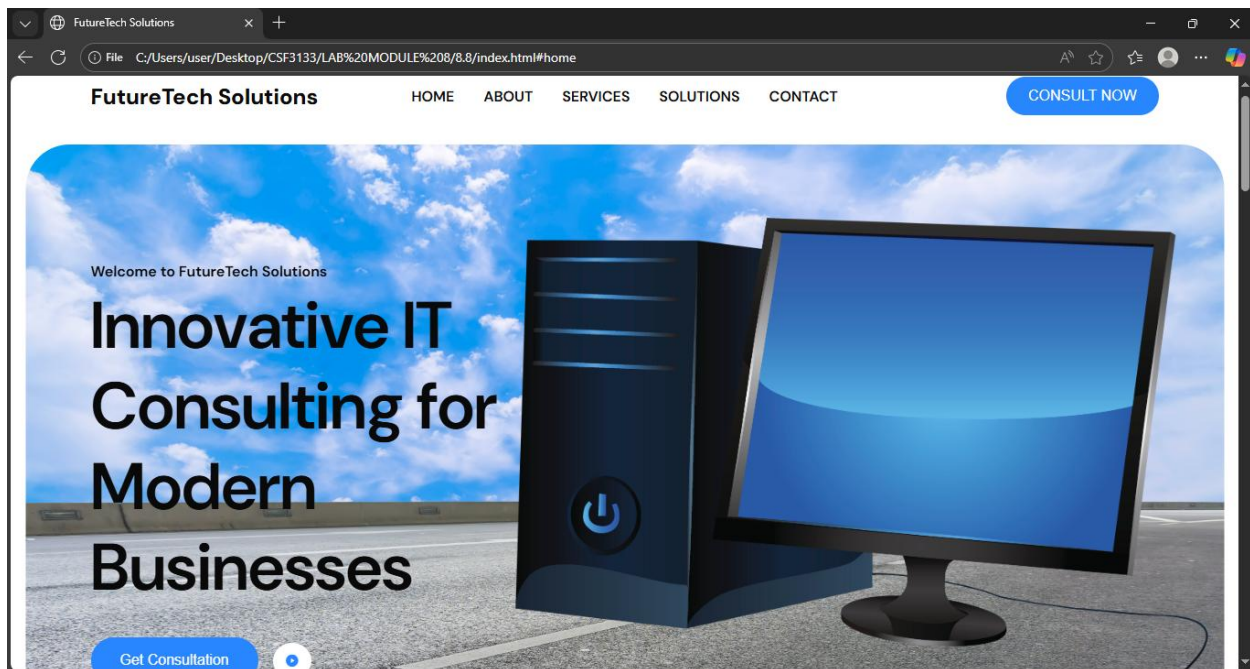 FutureTech Solutions
File C:/Users/user/Desktop/CSF3133/LAB%20MODULE%208/8.8/index.html#home
FutureTech Solutions HOME ABOUT SERVICES SOLUTIONS CONTACT CONSULT NOW
Welcome to FutureTech Solutions
Innovative IT
Consulting for
Modern
Businesses
Get Consultation